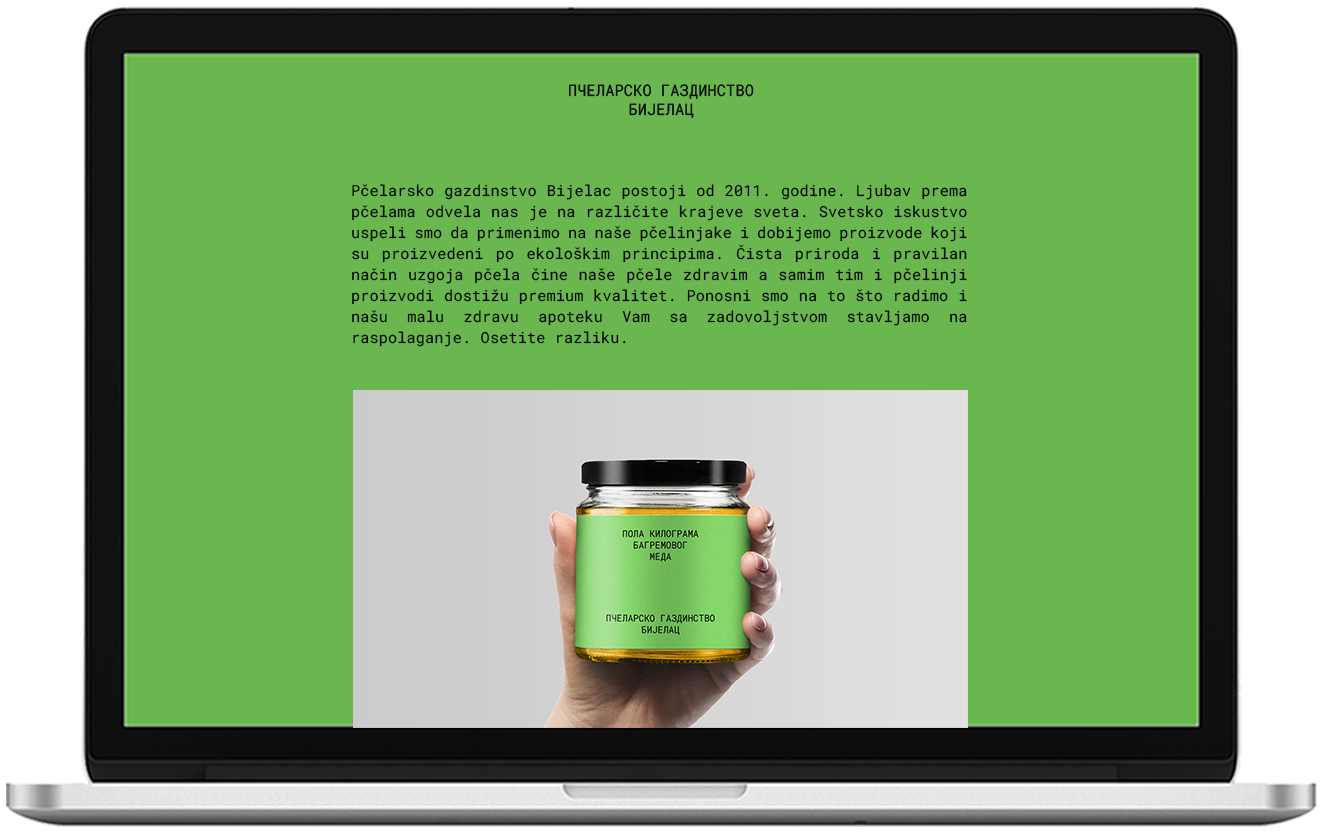 ПЧЕЛАРСКО ГАЗДИНСТВО
БИЈЕЛАЦ
Pčelarsko gazdinstvo Bijelac postoji od 2011. godine. Ljubav prema
pčelama odvela nas je na različite krajeve sveta. Svetsko iskustvo
uspeli smo da primenimo na naše pčelinjake i dobijemo proizvode koji
su proizvedeni po ekološkim principima. Čista priroda i pravilan
način uzgoja pčela čine naše pčele zdravim a samim tim i pčelinji
proizvodi dostižu premium kvalitet. Ponosni smo na to što radimo i
našu malu zdravu apoteku Vam sa zadovoljstvom stavljamo na
raspolaganje. Osetite razliku.
ПОЛА КИЛОГРАМА
БАГРЕМОВОГ
МЕДА
ПЧЕЛАРСКО ГАЗДИНСТВО
БИЈЕЛАЦ